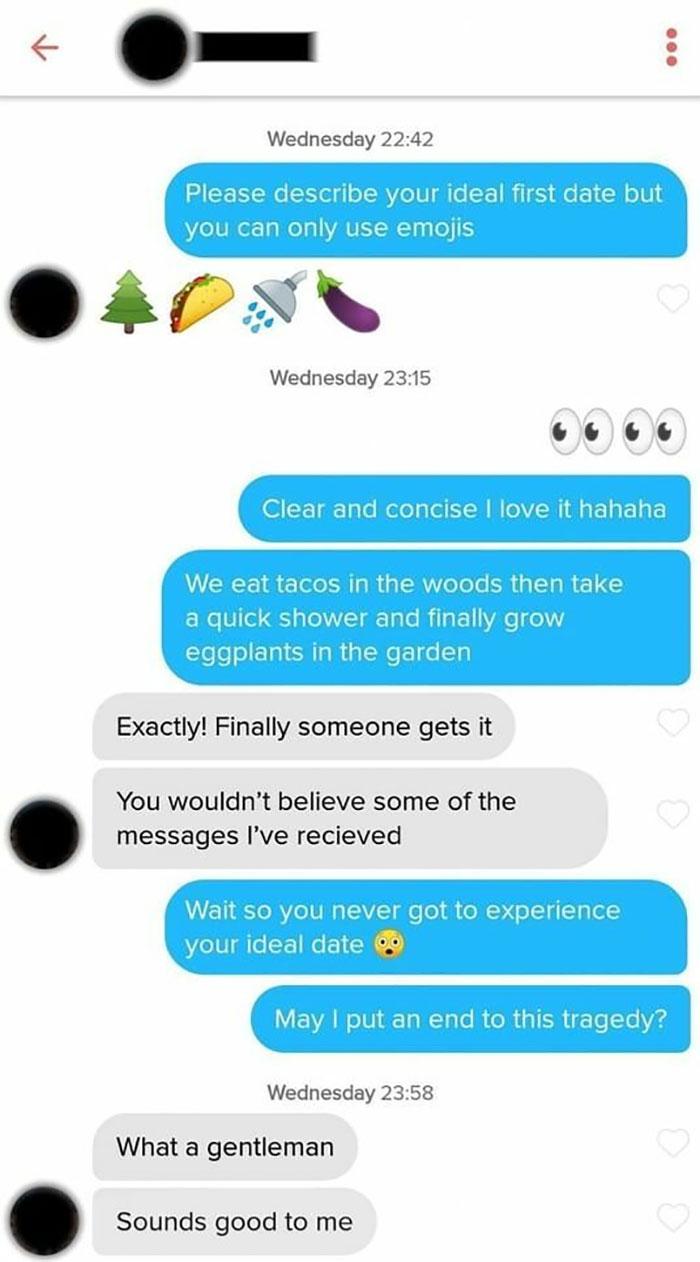 Wednesday 22:42
Please describe your ideal first date but
you can only use emojis
🌲🌮🚿🍆
Wednesday 23:15
👀👀
Clear and concise I love it hahaha
We eat tacos in the woods then take
a quick shower and finally grow
eggplants in the garden
Exactly! Finally someone gets it
You wouldn't believe some of the
messages I've recieved
Wait so you never got to experience
your ideal date 😳
May I put an end to this tragedy?
Wednesday 23:58
What a gentleman
Sounds good to me